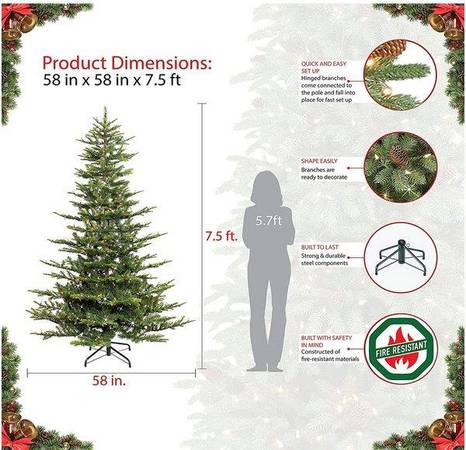 Product Dimensions:
58 in x 58 in x 7.5 ft
7.5 ft.
58 in.
5.7ft
QUICK AND EASY
SET UP
Hinged branches
come connected to
the pole and fall into
place for fast set up
SHAPE EASILY
Branches are
ready to decorate
BUILT TO LAST
Strong & durable
steel components
BUILT WITH SAFETY
IN MIND
Constructed of
fire-resistant materials
FIRE RESISTANT